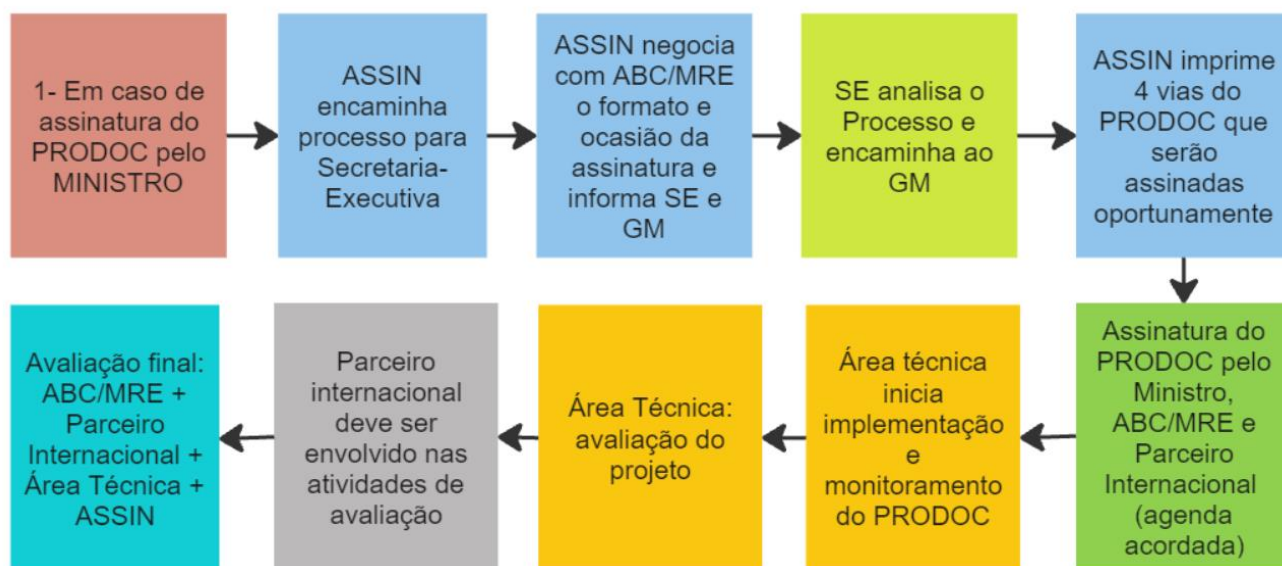 1- Em caso de
assinatura do
PRODOC pelo
MINISTRO
ASSIN
encaminha
processo para
Secretaria-
Executiva
ASSIN negocia
com ABC/MRE
o formato e
ocasião da
assinatura e
informa SE e
GM
SE analisa o
Processo e
encaminha ao
GM
ASSIN imprime
4 vias do
PRODOC que
serão
assinadas
oportunamente
Assinatura do
PRODOC pelo
Ministro,
ABC/MRE e
Parceiro
Internacional
(agenda
acordada)
Área técnica
inicia
implementação
e
monitoramento
do PRODOC
Área Técnica:
avaliação do
projeto
Parceiro
internacional
deve ser
envolvido nas
atividades de
avaliação
Avaliação final:
ABC/MRE +
Parceiro
Internacional +
Área Técnica +
ASSIN